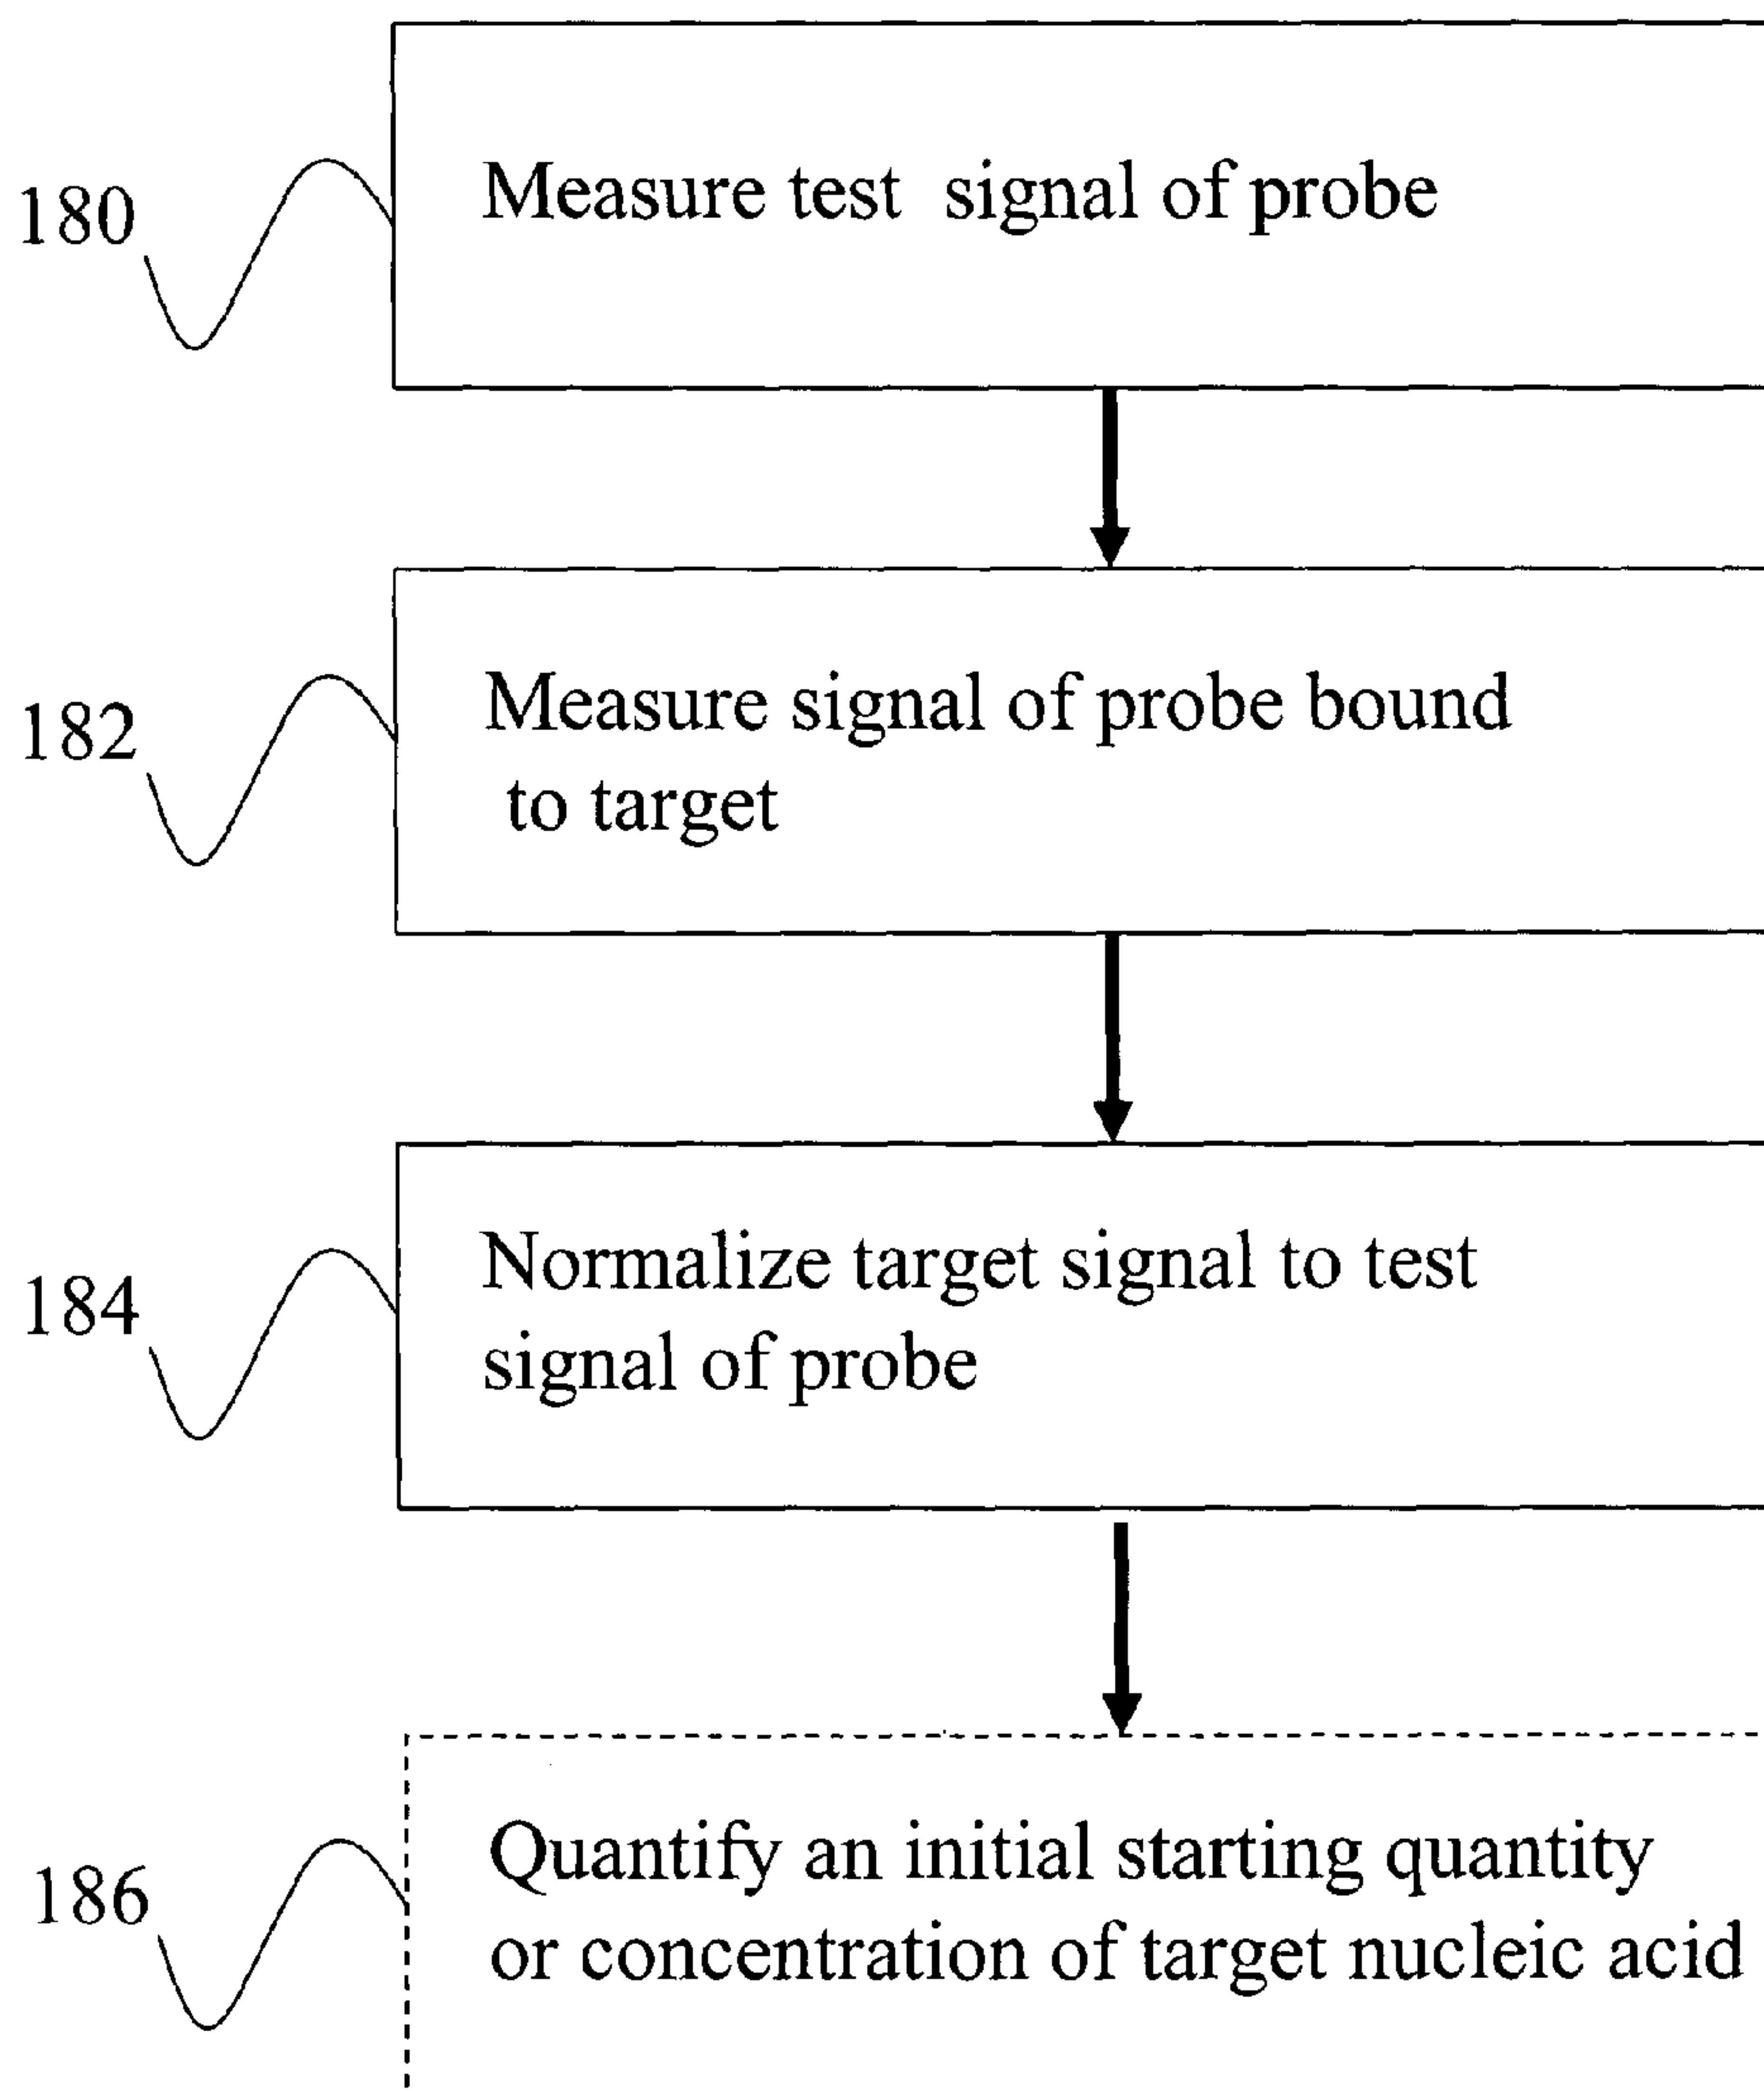 180
Measure test signal of probe
182
Measure signal of probe bound
to target
184
Normalize target signal to test
signal of probe
186
Quantify an initial starting quantity
or concentration of target nucleic acid